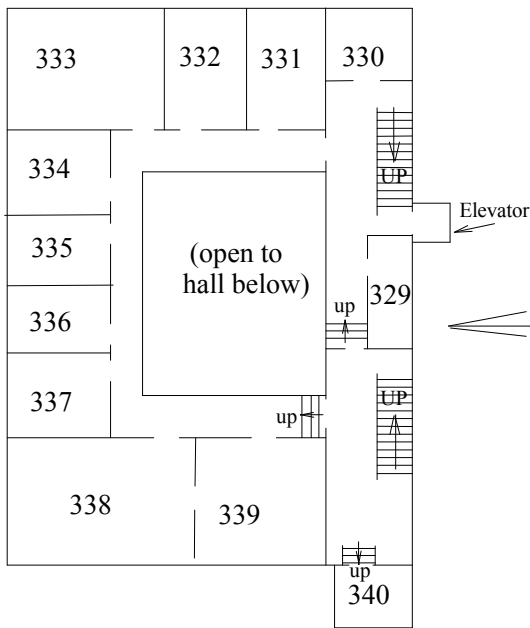 333
332
331
330
334
UP
Elevator
335
(open to
hall below)
329
336
up
337
UP
up
338
339
up
340